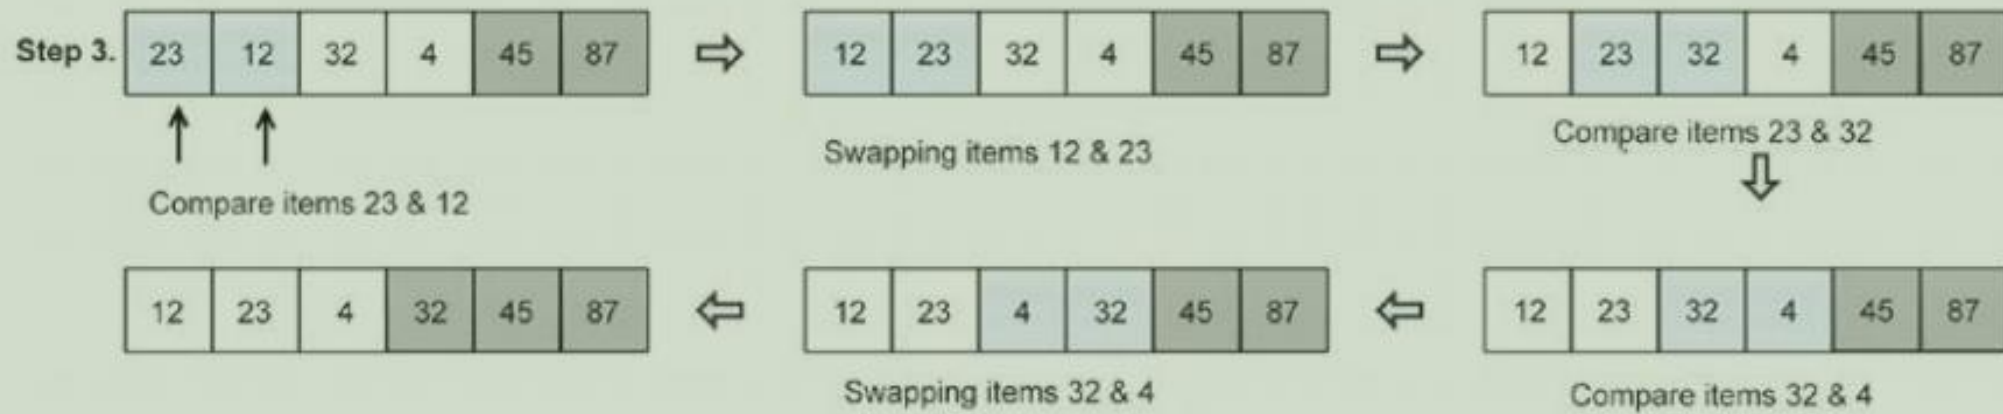 Step 3. 23 12 32 4 45 87
12 23 32 4 45 87
12 23 32 4 45 87
Compare items 23 & 12
Swapping items 12 & 23
Compare items 23 & 32
12 23 32 4 45 87
Compare items 32 & 4
12 23 4 32 45 87
Swapping items 32 & 4
12 23 4 32 45 87